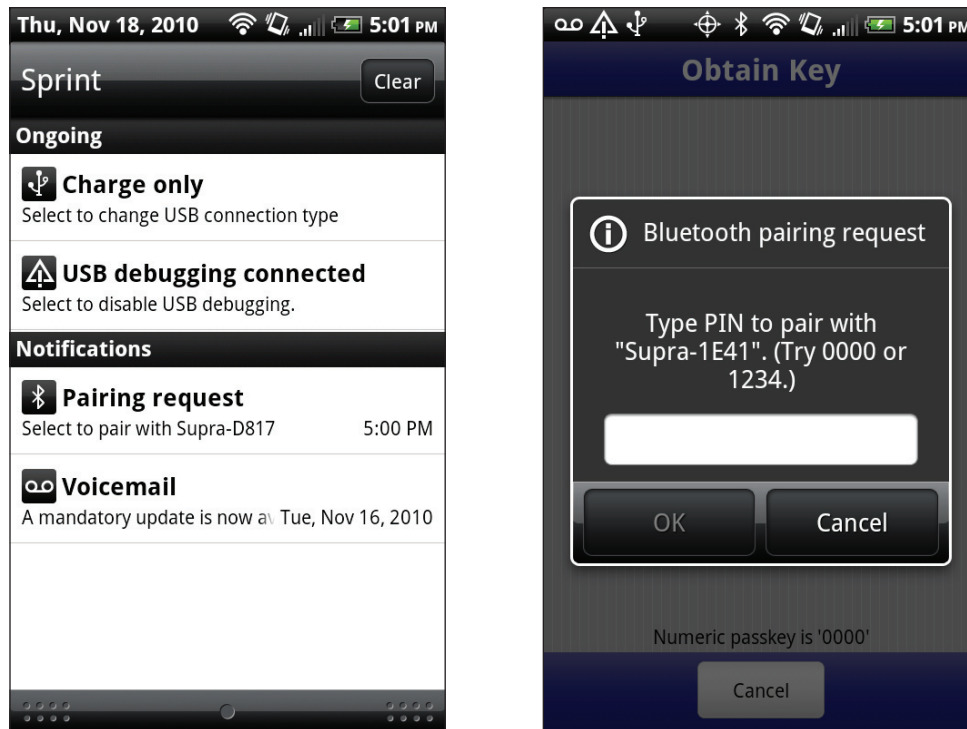 Thu, Nov 18, 2010 5:01 PM
Sprint Clear
Ongoing
Charge only
Select to change USB connection type
USB debugging connected
Select to disable USB debugging.
Notifications
Pairing request
Select to pair with Supra-D817 5:00 PM
Voicemail
A mandatory update is now Tue, Nov 16, 2010
5:01 PM
Obtain Key
Bluetooth pairing request
Type PIN to pair with
"Supra-1E41". (Try 0000 or
1234.)
OK Cancel
Numeric passkey is '0000'
Cancel